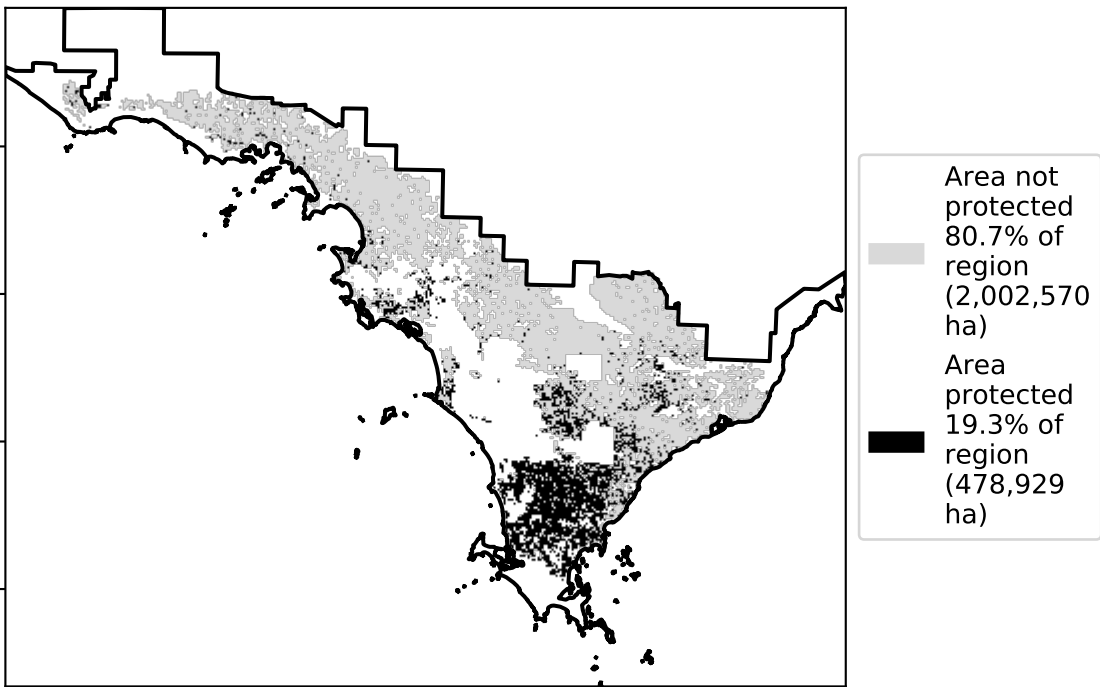 Area not
protected
80.7% of
region
(2,002,570
ha)
Area
protected
19.3% of
region
(478,929
ha)